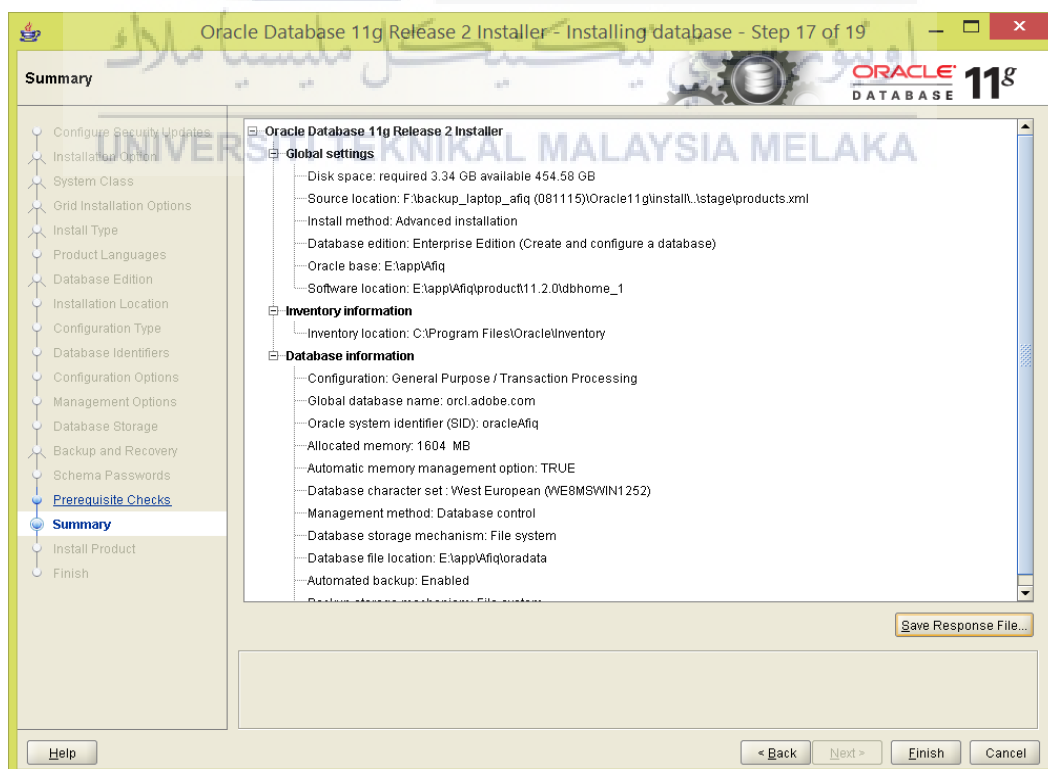 Oracle Database 11g Release 2 Installer - Installing database - Step 17 of 19
Summary
ORACLE
DATABASE
11g
اونيورسيتي تيكنيكل مليسيا ملاك
UNIVERSITI TEKNIKAL MALAYSIA MELAKA
Configure Security Updates
Installation Option
System Class
Grid Installation Options
Install Type
Product Languages
Database Edition
Installation Location
Configuration Type
Database Identifiers
Configuration Options
Management Options
Database Storage
Backup and Recovery
Schema Passwords
Prerequisite Checks
Summary
Install Product
Finish
Oracle Database 11g Release 2 Installer
Global settings
Disk space: required 3.34 GB available 454.58 GB
Source location: F:\backup_laptop_afiq (081115)\Oracle11g\install\..\stage\products.xml
Install method: Advanced installation
Database edition: Enterprise Edition (Create and configure a database)
Oracle base: E:\app\Afiq
Software location: E:\app\Afiq\product\11.2.0\dbhome_1
Inventory information
Inventory location: C:\Program Files\Oracle\Inventory
Database information
Configuration: General Purpose / Transaction Processing
Global database name: orcl.adobe.com
Oracle system identifier (SID): oracleAfiq
Allocated memory: 1604 MB
Automatic memory management option: TRUE
Database character set : West European (WE8MSWIN1252)
Management method: Database control
Database storage mechanism: File system
Database file location: E:\app\Afiq\oradata
Automated backup: Enabled
Backup storage mechanism: File system
Save Response File...
Help
< Back
Next >
Finish
Cancel